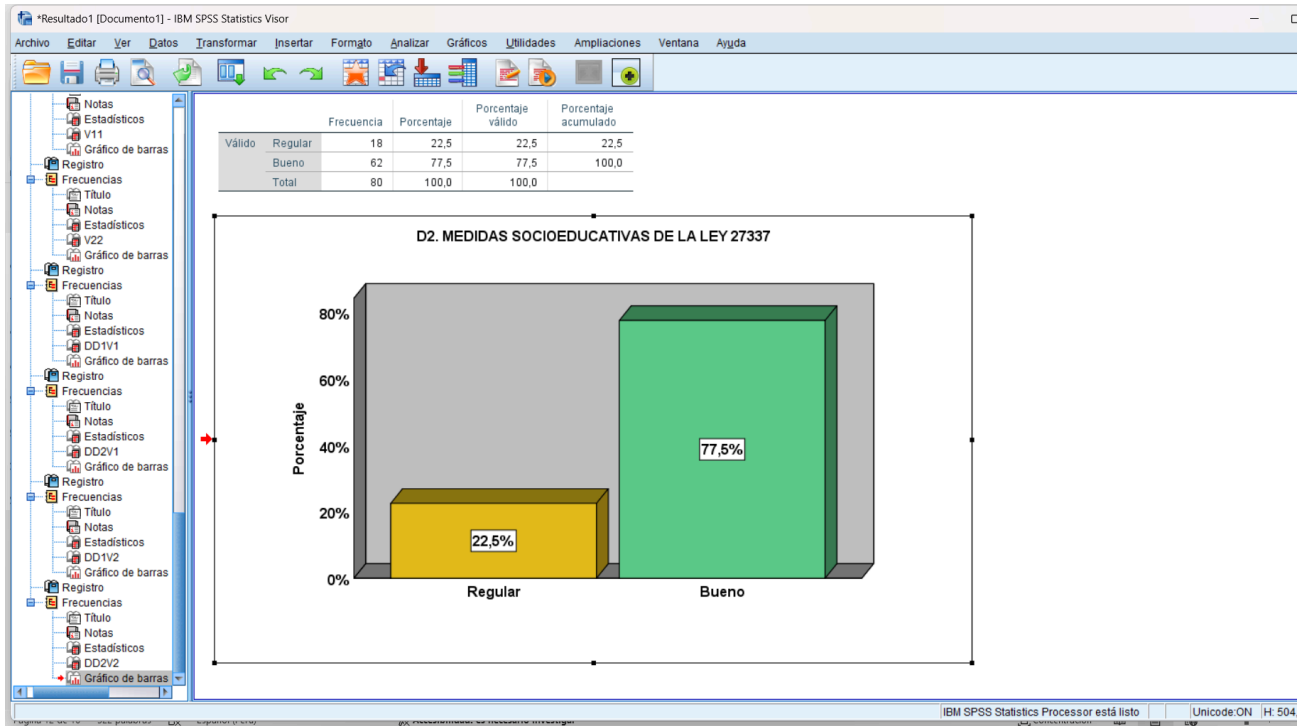 *Resultado1 [Documento1] - IBM SPSS Statistics Visor
Archivo Editar Ver Datos Transformar Insertar Formato Analizar Gráficos Utilidades Ampliaciones Ventana Ayuda
Notas
Estadísticos
V11
Gráfico de barras
Registro
Frecuencias
Título
Notas
Estadísticos
V22
Gráfico de barras
Registro
Frecuencias
Título
Notas
Estadísticos
DD1V1
Gráfico de barras
Registro
Frecuencias
Título
Notas
Estadísticos
DD2V1
Gráfico de barras
Registro
Frecuencias
Título
Notas
Estadísticos
DD1V2
Gráfico de barras
Registro
Frecuencias
Título
Notas
Estadísticos
DD2V2
Gráfico de barras
Frecuencia Porcentaje Porcentaje válido Porcentaje acumulado
Válido Regular 18 22,5 22,5 22,5
Bueno 62 77,5 77,5 100,0
Total 80 100,0 100,0
D2. MEDIDAS SOCIOEDUCATIVAS DE LA LEY 27337
Porcentaje
80%
60%
40%
20%
0%
77,5%
22,5%
Regular Bueno
IBM SPSS Statistics Processor está listo Unicode:ON H: 504,